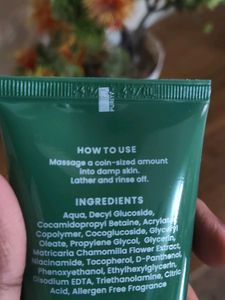 HOW TO USE
Massage a coin-sized amount
into damp skin.
Lather and rinse off.
INGREDIENTS
Aqua, Decyl Glucoside,
Cocamidopropyl Betaine, Acrylate
Copolymer, Cocoglucoside, Glyceryl
Oleate, Propylene Glycol, Glycerin,
Matricaria Chamomilla Flower Extract,
Niacinamide, Tocopherol, D-Panthenol,
Phenoxyethanol, Ethylhexylglycerin,
Disodium EDTA, Triethanolamine, Citric
Acid, Allergen Free Fragrance